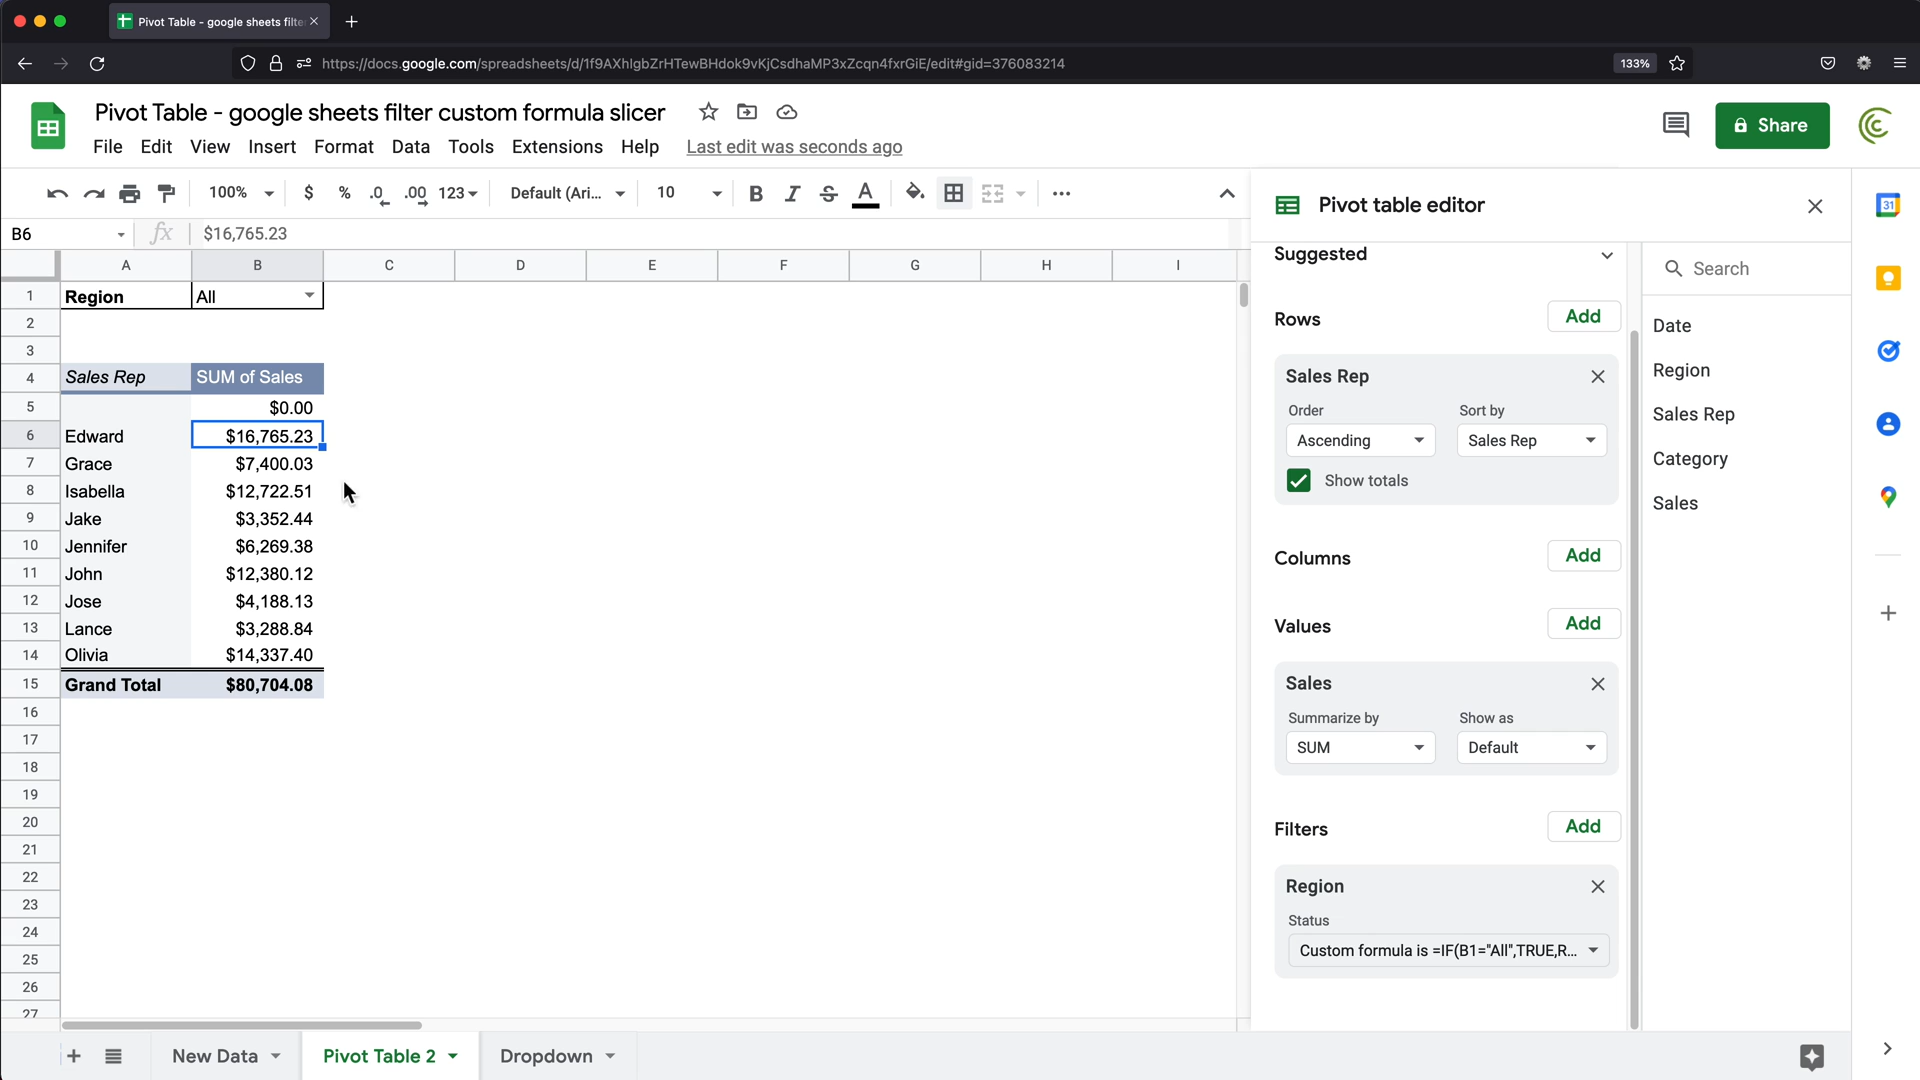 Pivot Table - google sheets filte
https://docs.google.com/spreadsheets/d/1f9AXhIgbZrHTewBHdok9vKjCsdhaMP3xZcqn4fxrGiE/edit#gid=376083214
133%
Pivot Table - google sheets filter custom formula slicer
Share
File Edit View Insert Format Data Tools Extensions Help Last edit was seconds ago
100% $ % .0 .00 123 Default (Ari... 10 B I S A
Pivot table editor
31
B6 fx $16,765.23
A B C D E F G H I
Suggested
Search
1 Region All
2
3
4 Sales Rep SUM of Sales
5 $0.00
6 Edward $16,765.23
7 Grace $7,400.03
8 Isabella $12,722.51
9 Jake $3,352.44
10 Jennifer $6,269.38
11 John $12,380.12
12 Jose $4,188.13
13 Lance $3,288.84
14 Olivia $14,337.40
15 Grand Total $80,704.08
16
17
18
19
20
21
22
23
24
25
26
27
Rows Add
Sales Rep
Order Sort by
Ascending Sales Rep
Show totals
Columns Add
Values Add
Sales
Summarize by Show as
SUM Default
Filters Add
Region
Status
Custom formula is =IF(B1="All",TRUE,R...
Date
Region
Sales Rep
Category
Sales
New Data Pivot Table 2 Dropdown